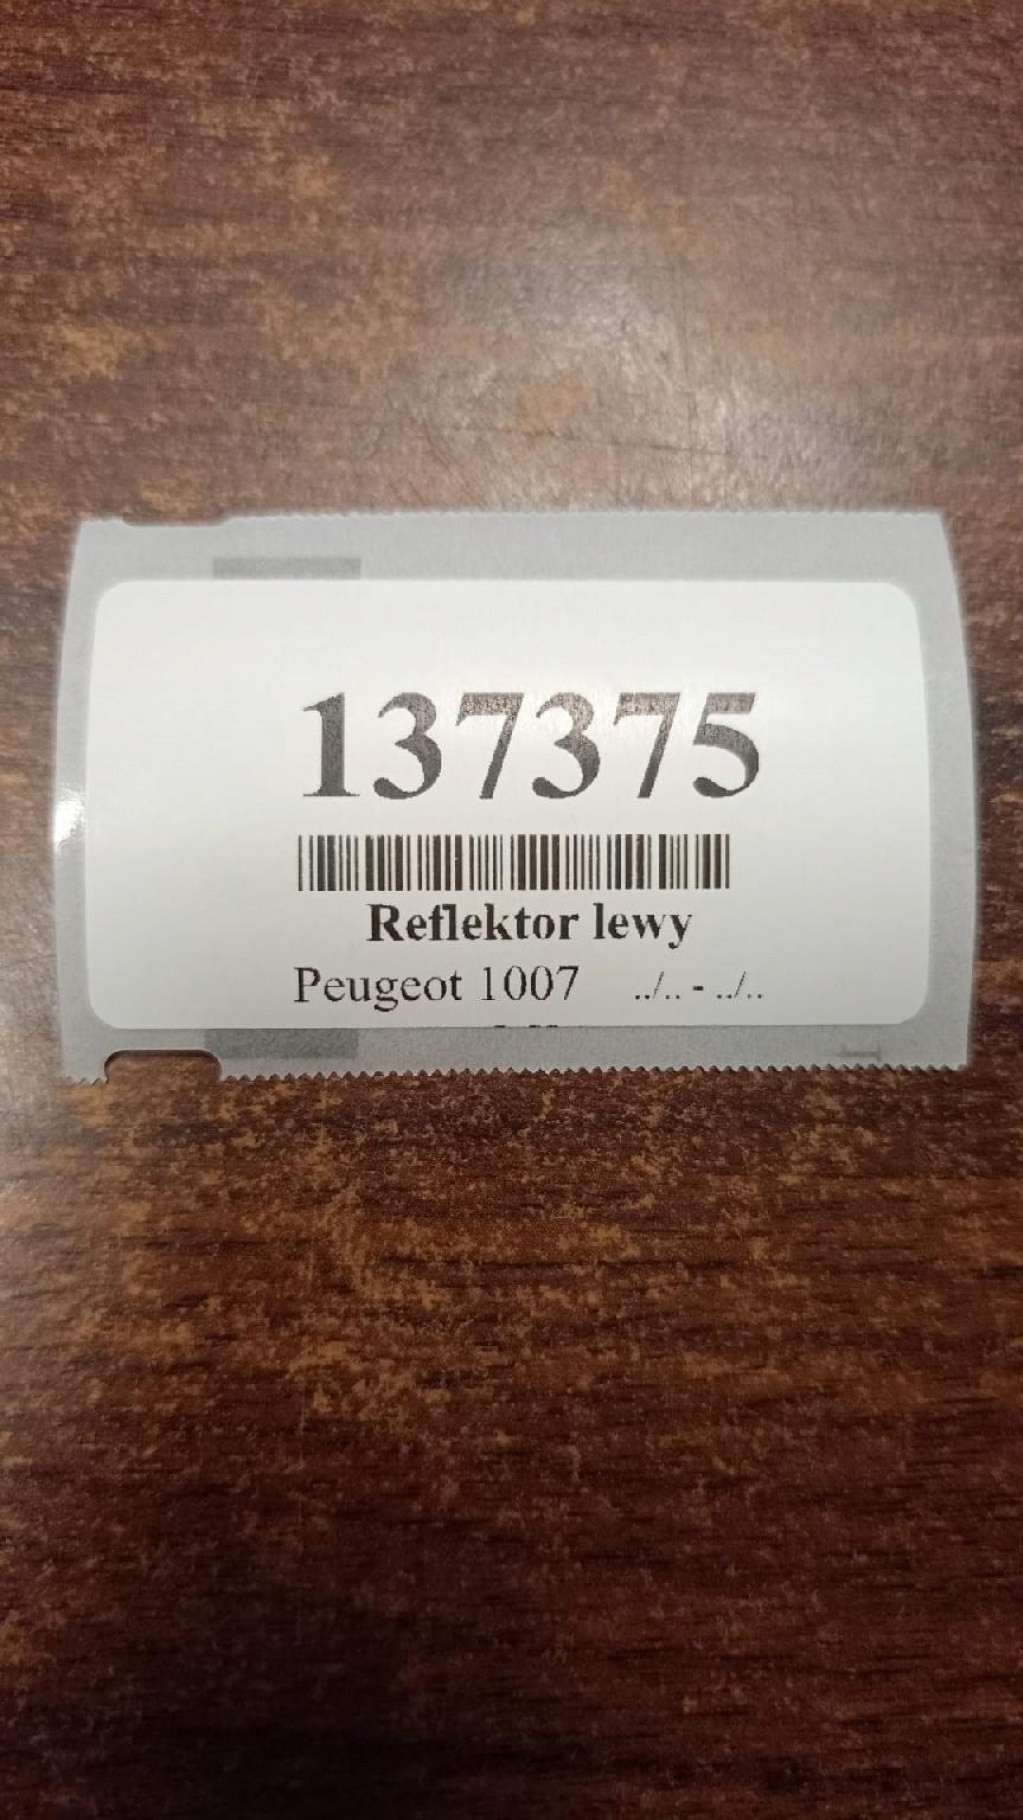 137375
Reflektor lewy
Peugeot 1007 ../.. - ../..